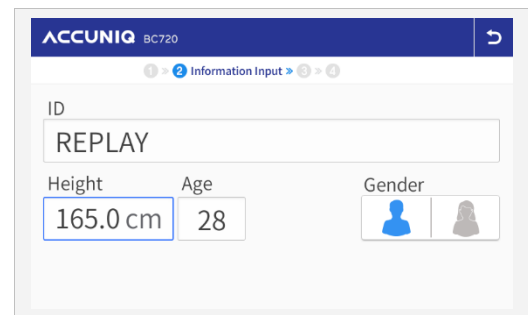 ACCUNIQ BC720
1 » 2 Information Input » 3 » 4
ID
REPLAY
Height Age Gender
165.0 cm 28